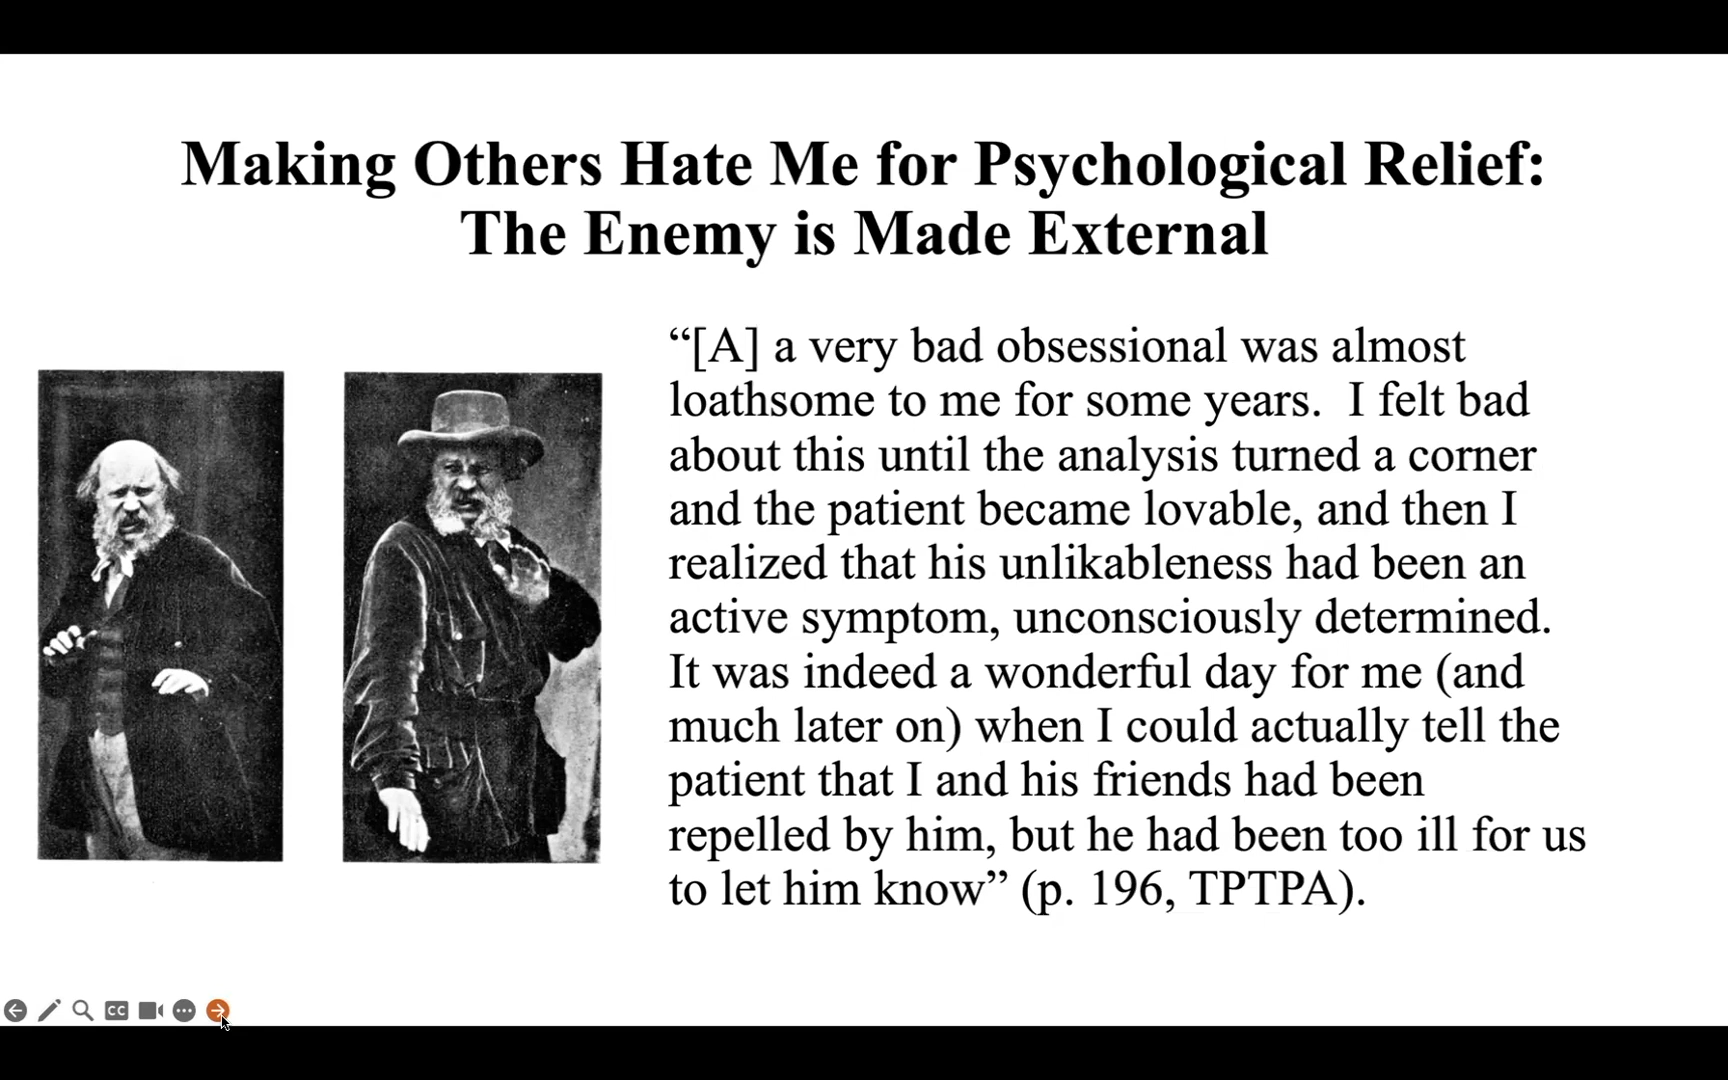 Making Others Hate Me for Psychological Relief:
The Enemy is Made External
“[A] a very bad obsessional was almost
loathsome to me for some years.  I felt bad
about this until the analysis turned a corner
and the patient became lovable, and then I
realized that his unlikableness had been an
active symptom, unconsciously determined.
It was indeed a wonderful day for me (and
much later on) when I could actually tell the
patient that I and his friends had been
repelled by him, but he had been too ill for us
to let him know” (p. 196, TPTPA).
CC